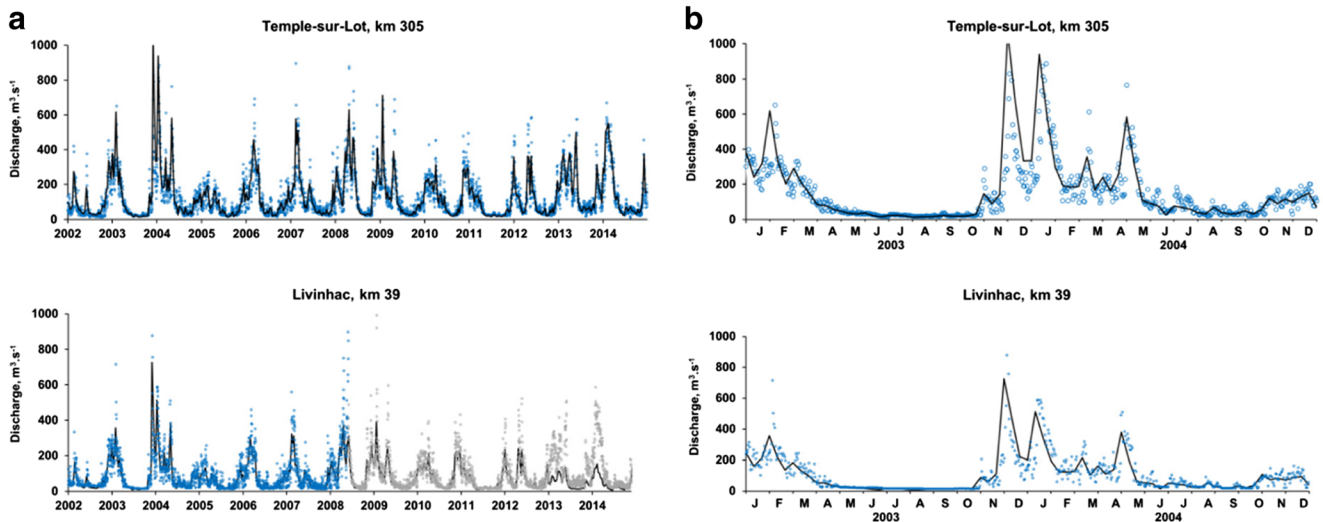 a
Temple-sur-Lot, km 305
Discharge, m³.s⁻¹
1000
800
600
400
200
0
2002 2003 2004 2005 2006 2007 2008 2009 2010 2011 2012 2013 2014
Livinhac, km 39
Discharge, m³.s⁻¹
1000
800
600
400
200
0
2002 2003 2004 2005 2006 2007 2008 2009 2010 2011 2012 2013 2014
b
Temple-sur-Lot, km 305
Discharge, m³.s⁻¹
1000
800
600
400
200
0
J F M A M J J A S O N D J F M A M J J A S O N D
2003 2004
Livinhac, km 39
Discharge, m³.s⁻¹
1000
800
600
400
200
0
J F M A M J J A S O N D J F M A M J J A S O N D
2003 2004